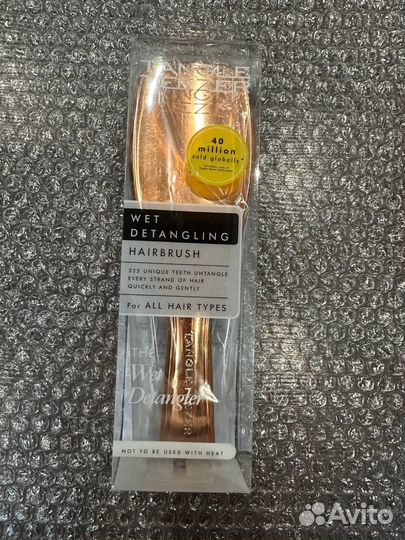 TANGLE
TEEZER
40
million
sold globally*
WET
DETANGLING
HAIRBRUSH
325 UNIQUE TEETH UNTANGLE
EVERY STRAND OF HAIR
QUICKLY AND GENTLY
For ALL HAIR TYPES
TANGLE TEEZER
THE
Wet
Detangler
NOT TO BE USED WITH HEAT
Avito